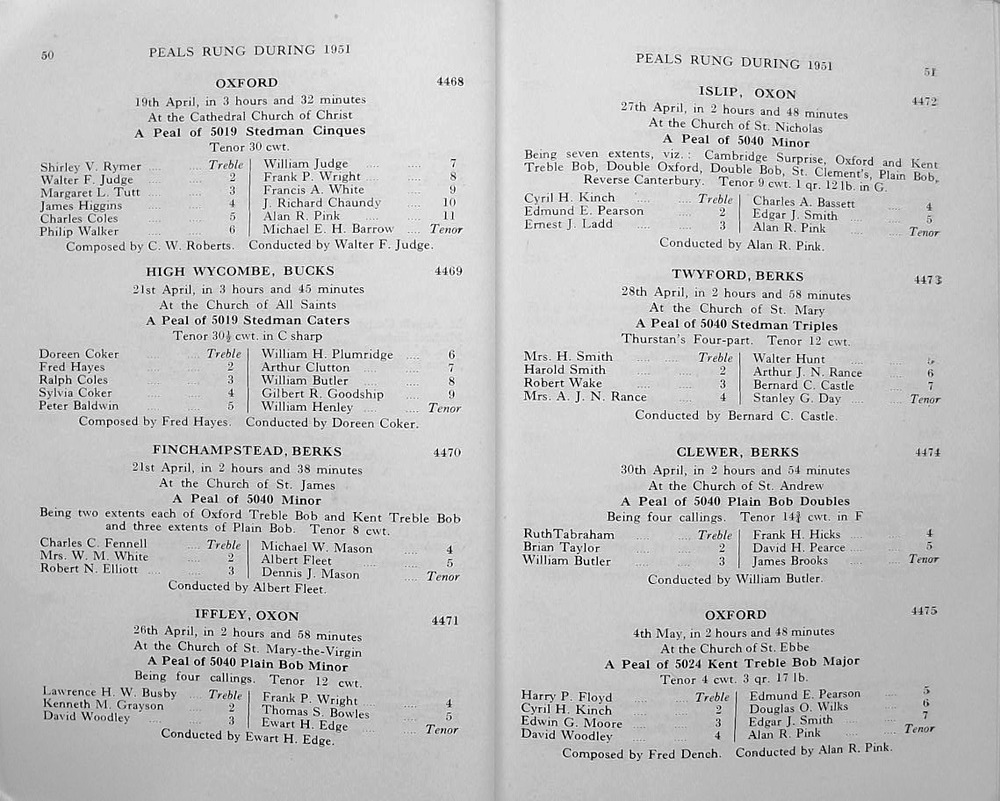 50
PEALS RUNG DURING 1951
OXFORD 4468
19th April, in 3 hours and 32 minutes
At the Cathedral Church of Christ
A Peal of 5019 Stedman Cinques
Tenor 30 cwt.
Shirley V. Rymer .... Treble | William Judge .... 7
Walter F. Judge .... 2 | Frank P. Wright .... 8
Margaret L. Tutt .... 3 | Francis A. White .... 9
James Higgins .... 4 | J. Richard Chaundy .... 10
Charles Coles .... 5 | Alan R. Pink .... 11
Philip Walker .... 6 | Michael E. H. Barrow .... Tenor
Composed by C. W. Roberts. Conducted by Walter F. Judge.
HIGH WYCOMBE, BUCKS 4469
21st April, in 3 hours and 45 minutes
At the Church of All Saints
A Peal of 5019 Stedman Caters
Tenor 30½ cwt. in C sharp
Doreen Coker .... Treble | William H. Plumridge .... 6
Fred Hayes .... 2 | Arthur Clutton .... 7
Ralph Coles .... 3 | William Butler .... 8
Sylvia Coker .... 4 | Gilbert R. Goodship .... 9
Peter Baldwin .... 5 | William Henley .... Tenor
Composed by Fred Hayes. Conducted by Doreen Coker.
FINCHAMPSTEAD, BERKS 4470
21st April, in 2 hours and 38 minutes
At the Church of St. James
A Peal of 5040 Minor
Being two extents each of Oxford Treble Bob and Kent Treble Bob
and three extents of Plain Bob. Tenor 8 cwt.
Charles C. Fennell .... Treble | Michael W. Mason .... 4
Mrs. W. M. White .... 2 | Albert Fleet .... 5
Robert N. Elliott .... 3 | Dennis J. Mason .... Tenor
Conducted by Albert Fleet.
IFFLEY, OXON 4471
26th April, in 2 hours and 58 minutes
At the Church of St. Mary-the-Virgin
A Peal of 5040 Plain Bob Minor
Being four callings. Tenor 12 cwt.
Lawrence H. W. Busby .... Treble | Frank P. Wright .... 4
Kenneth M. Grayson .... 2 | Thomas S. Bowles .... 5
David Woodley .... 3 | Ewart H. Edge .... Tenor
Conducted by Ewart H. Edge.
PEALS RUNG DURING 1951
51
ISLIP, OXON 4472
27th April, in 2 hours and 48 minutes
At the Church of St. Nicholas
A Peal of 5040 Minor
Being seven extents, viz.: Cambridge Surprise, Oxford and Kent
Treble Bob, Double Oxford, Double Bob, St. Clement's, Plain Bob,
Reverse Canterbury. Tenor 9 cwt. 1 qr. 12 lb. in G.
Cyril H. Kinch .... Treble | Charles A. Bassett .... 4
Edmund E. Pearson .... 2 | Edgar J. Smith .... 5
Ernest J. Ladd .... 3 | Alan R. Pink .... Tenor
Conducted by Alan R. Pink.
TWYFORD, BERKS 4473
28th April, in 2 hours and 58 minutes
At the Church of St. Mary
A Peal of 5040 Stedman Triples
Thurstan's Four-part. Tenor 12 cwt.
Mrs. H. Smith .... Treble | Walter Hunt ....
Harold Smith .... 2 | Arthur J. N. Rance .... 6
Robert Wake .... 3 | Bernard C. Castle .... 7
Mrs. A. J. N. Rance .... 4 | Stanley G. Day .... Tenor
Conducted by Bernard C. Castle.
CLEWER, BERKS 4474
30th April, in 2 hours and 54 minutes
At the Church of St. Andrew
A Peal of 5040 Plain Bob Doubles
Being four callings. Tenor 14¾ cwt. in F
Ruth Tabraham .... Treble | Frank H. Hicks .... 4
Brian Taylor .... 2 | David H. Pearce .... 5
William Butler .... 3 | James Brooks .... Tenor
Conducted by William Butler.
OXFORD 4475
4th May, in 2 hours and 48 minutes
At the Church of St. Ebbe
A Peal of 5024 Kent Treble Bob Major
Tenor 4 cwt. 3 qr. 17 lb.
Harry P. Floyd .... Treble | Edmund E. Pearson .... 5
Cyril H. Kinch .... 2 | Douglas O. Wilks .... 6
Edwin G. Moore .... 3 | Edgar J. Smith .... 7
David Woodley .... 4 | Alan R. Pink .... Tenor
Composed by Fred Dench. Conducted by Alan R. Pink.